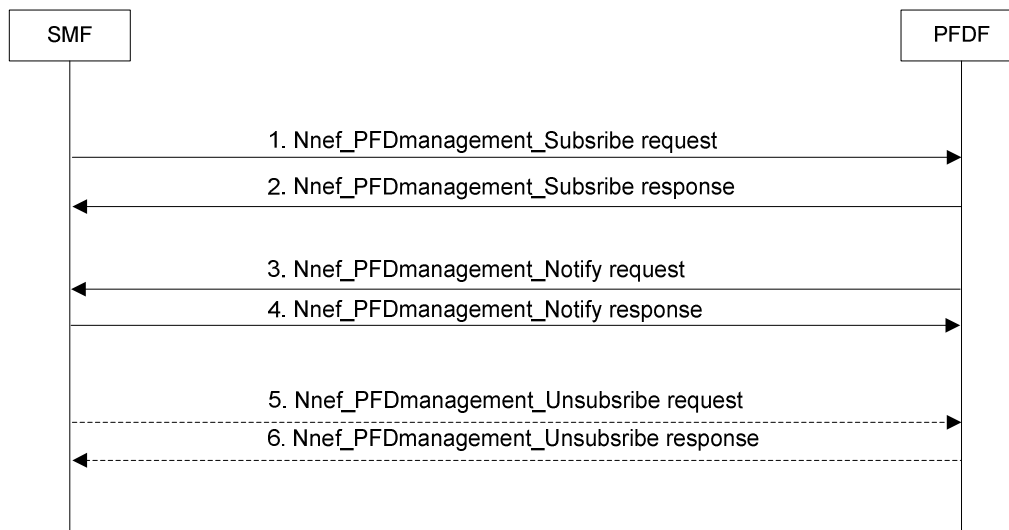 SMF
PFDF
1. Nnef_PFDmanagement_Subsribe request
2. Nnef_PFDmanagement_Subsribe response
3. Nnef_PFDmanagement_Notify request
4. Nnef_PFDmanagement_Notify response
5. Nnef_PFDmanagement_Unsubsribe request
6. Nnef_PFDmanagement_Unsubsribe response